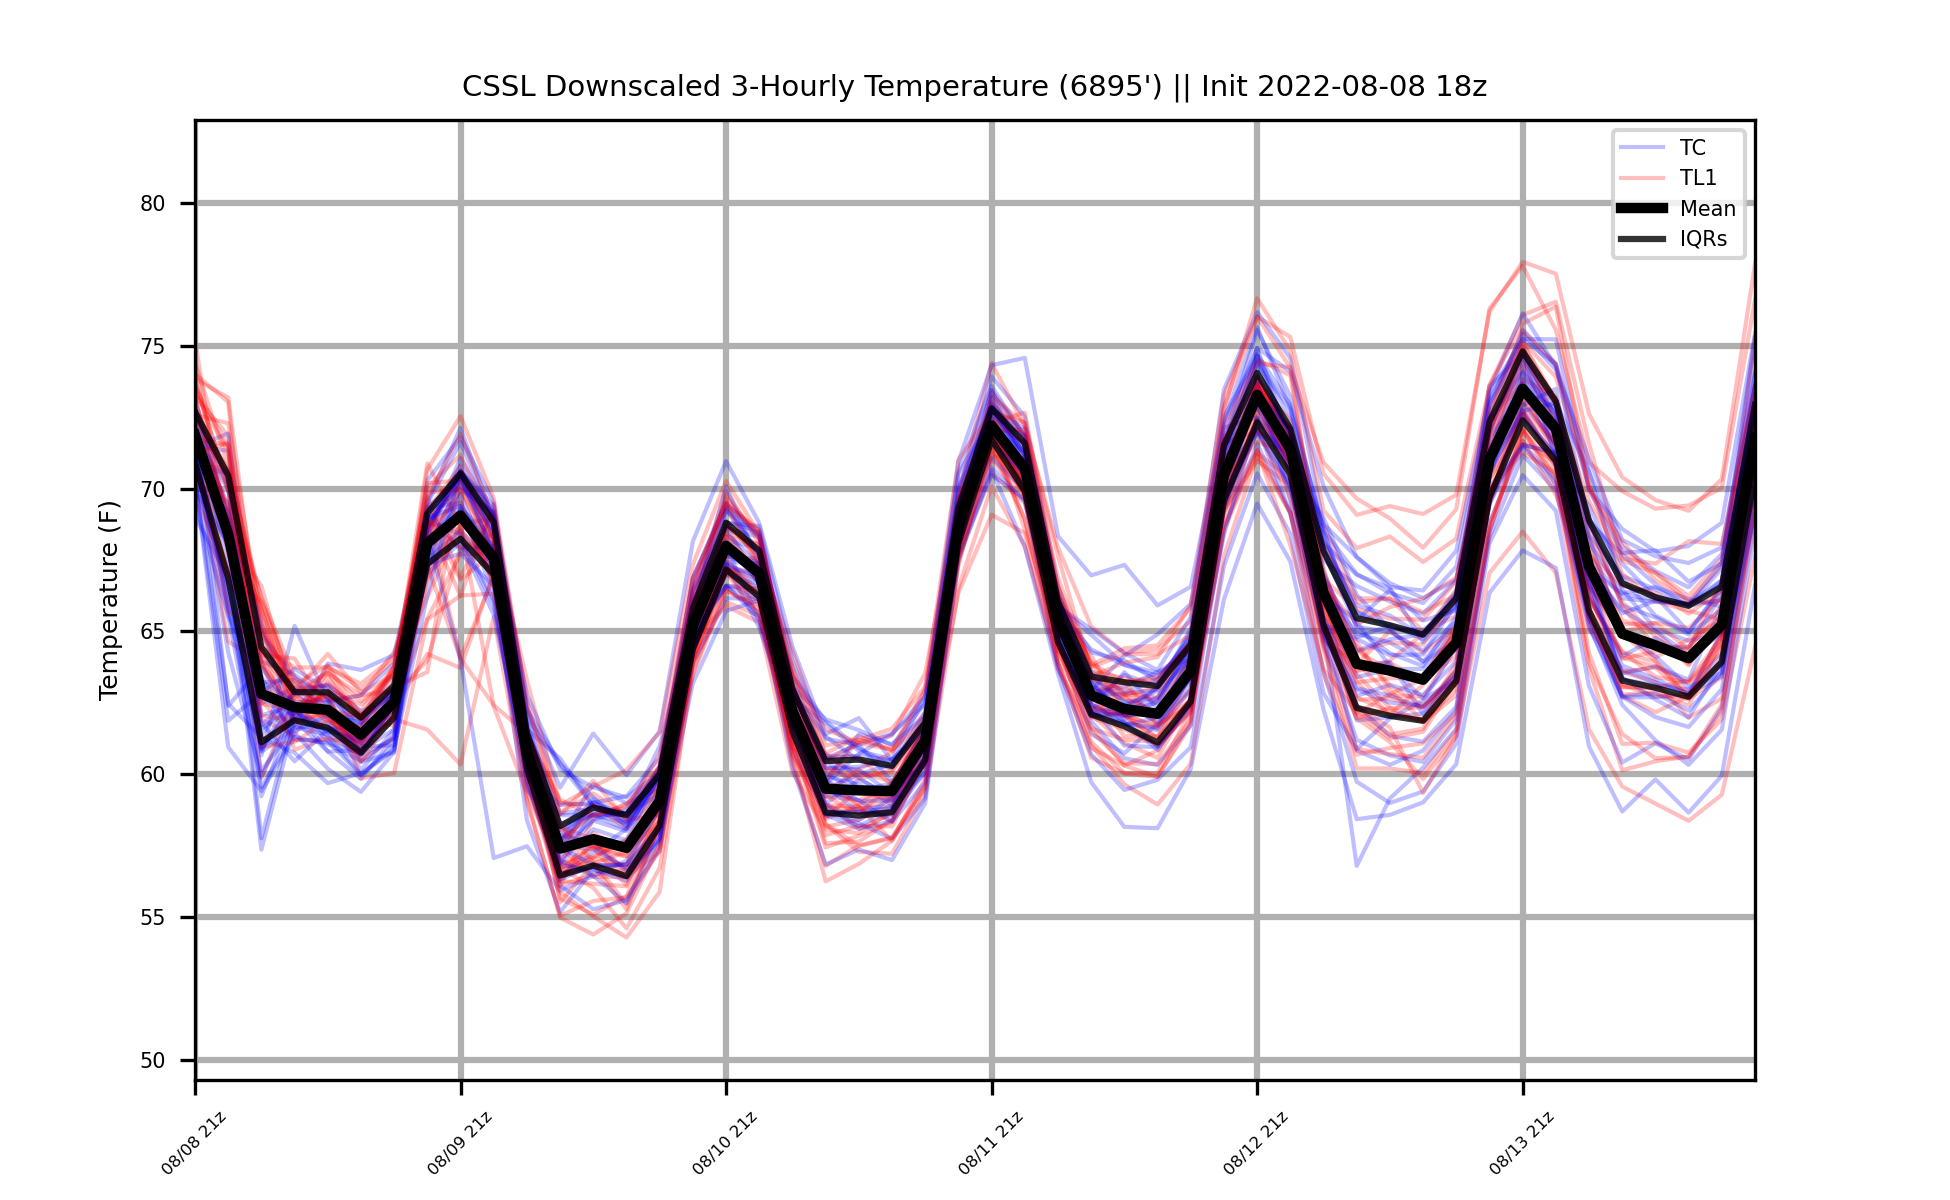 CSSL Downscaled 3-Hourly Temperature (6895') || Init 2022-08-08 18z
TC
TL1
Mean
IQRs
Temperature (F)
80
75
70
65
60
55
50
08/08 21z
08/09 21z
08/10 21z
08/11 21z
08/12 21z
08/13 21z